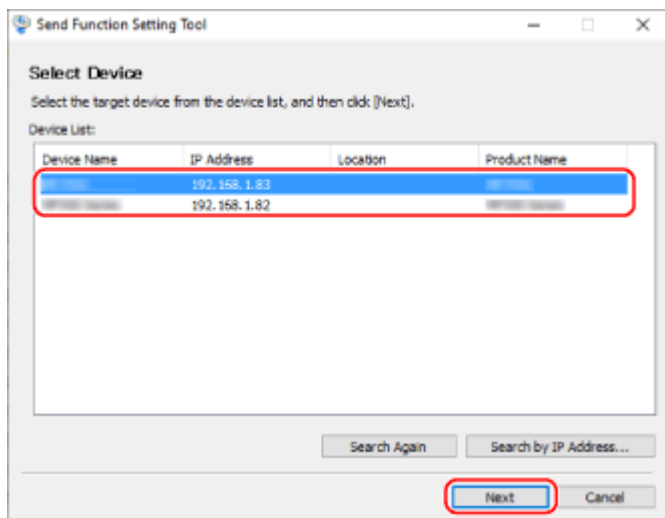 Send Function Setting Tool
Select Device
Select the target device from the device list, and then click [Next].
Device List:
Device Name IP Address Location Product Name
192.168.1.83
192.168.1.82
Search Again Search by IP Address...
Next Cancel